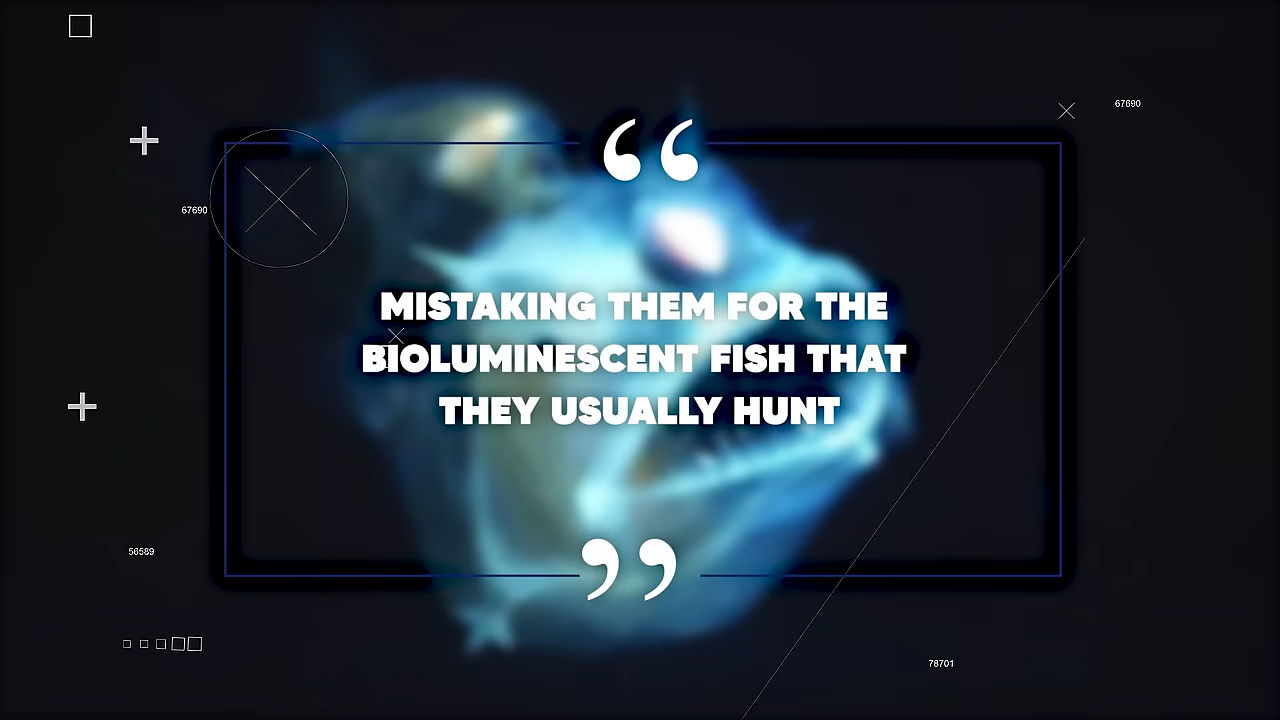 67690
67690
“
MISTAKING THEM FOR THE
BIOLUMINESCENT FISH THAT
THEY USUALLY HUNT
”
56589
78701